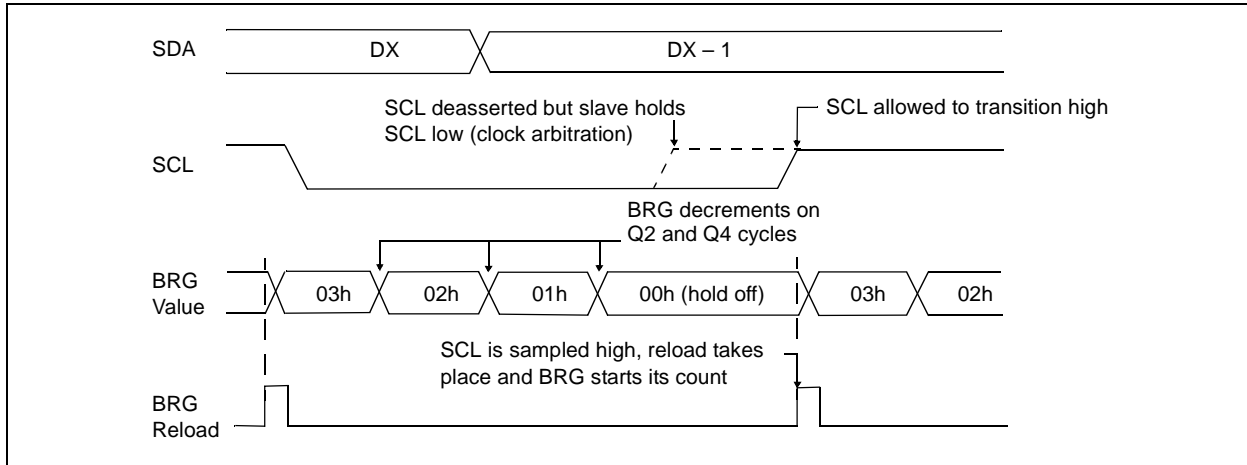 SDA
DX
DX – 1
SCL deasserted but slave holds
SCL low (clock arbitration)
SCL allowed to transition high
SCL
BRG decrements on
Q2 and Q4 cycles
BRG
Value
03h
02h
01h
00h (hold off)
03h
02h
SCL is sampled high, reload takes
place and BRG starts its count
BRG
Reload